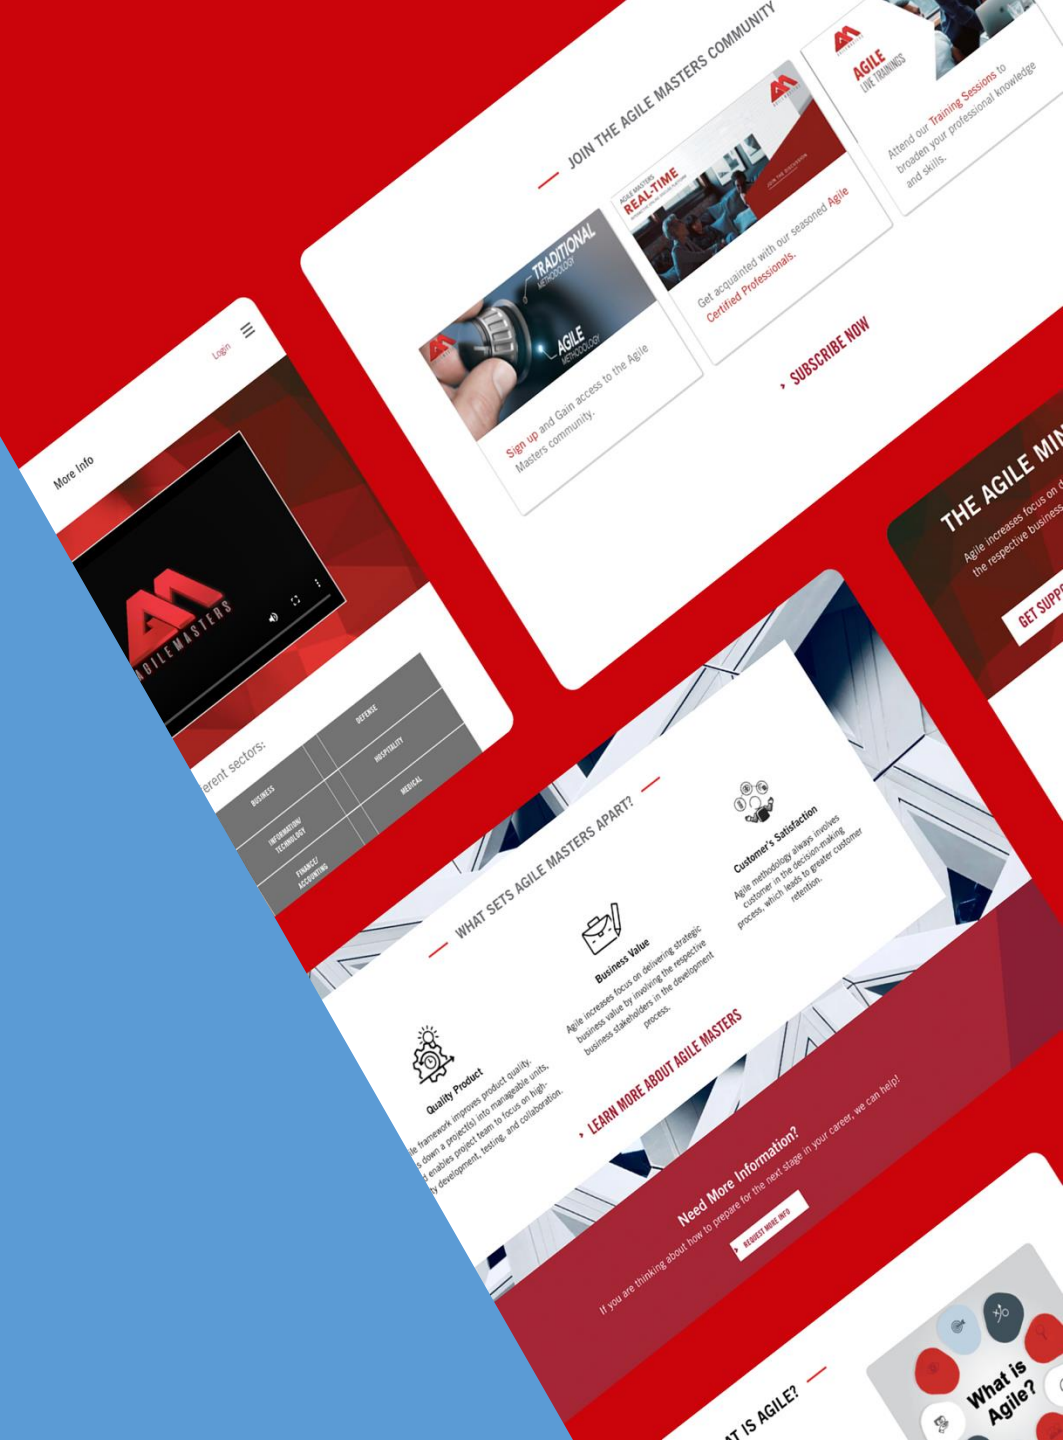 JOIN THE AGILE MASTERS COMMUNITY
TRADITIONAL
METHODOLOGY
AGILE
METHODOLOGY
Sign up and Gain access to the Agile
Masters community.
AGILE MASTERS
REAL-TIME
JOIN THE DISCUSSION
Get acquainted with our seasoned Agile
Certified Professionals.
AGILE
LIVE TRAININGS
Attend our Training Sessions to
broaden your professional knowledge
and skills.
SUBSCRIBE NOW
Login
More Info
AGILEMASTERS
erent sectors:
BUSINESS
DEFENSE
INFORMATION/
TECHNOLOGY
HOSPITALITY
FINANCE/
ACCOUNTING
MEDICAL
THE AGILE MIN
Agile increases focus on d
the respective business
GET SUPPO
WHAT SETS AGILE MASTERS APART?
Quality Product
le framework improves product quality,
s down a project(s) into manageable units,
d enables project team to focus on high-
ty development, testing, and collaboration.
Business Value
Agile increases focus on delivering strategic
business value by involving the respective
business stakeholders in the development
process.
Customer's Satisfaction
Agile methodology always involves
customer in the decision-making
process, which leads to greater customer
retention.
LEARN MORE ABOUT AGILE MASTERS
Need More Information?
If you are thinking about how to prepare for the next stage in your career, we can help!
REQUEST MORE INFO
AT IS AGILE?
What is
Agile?